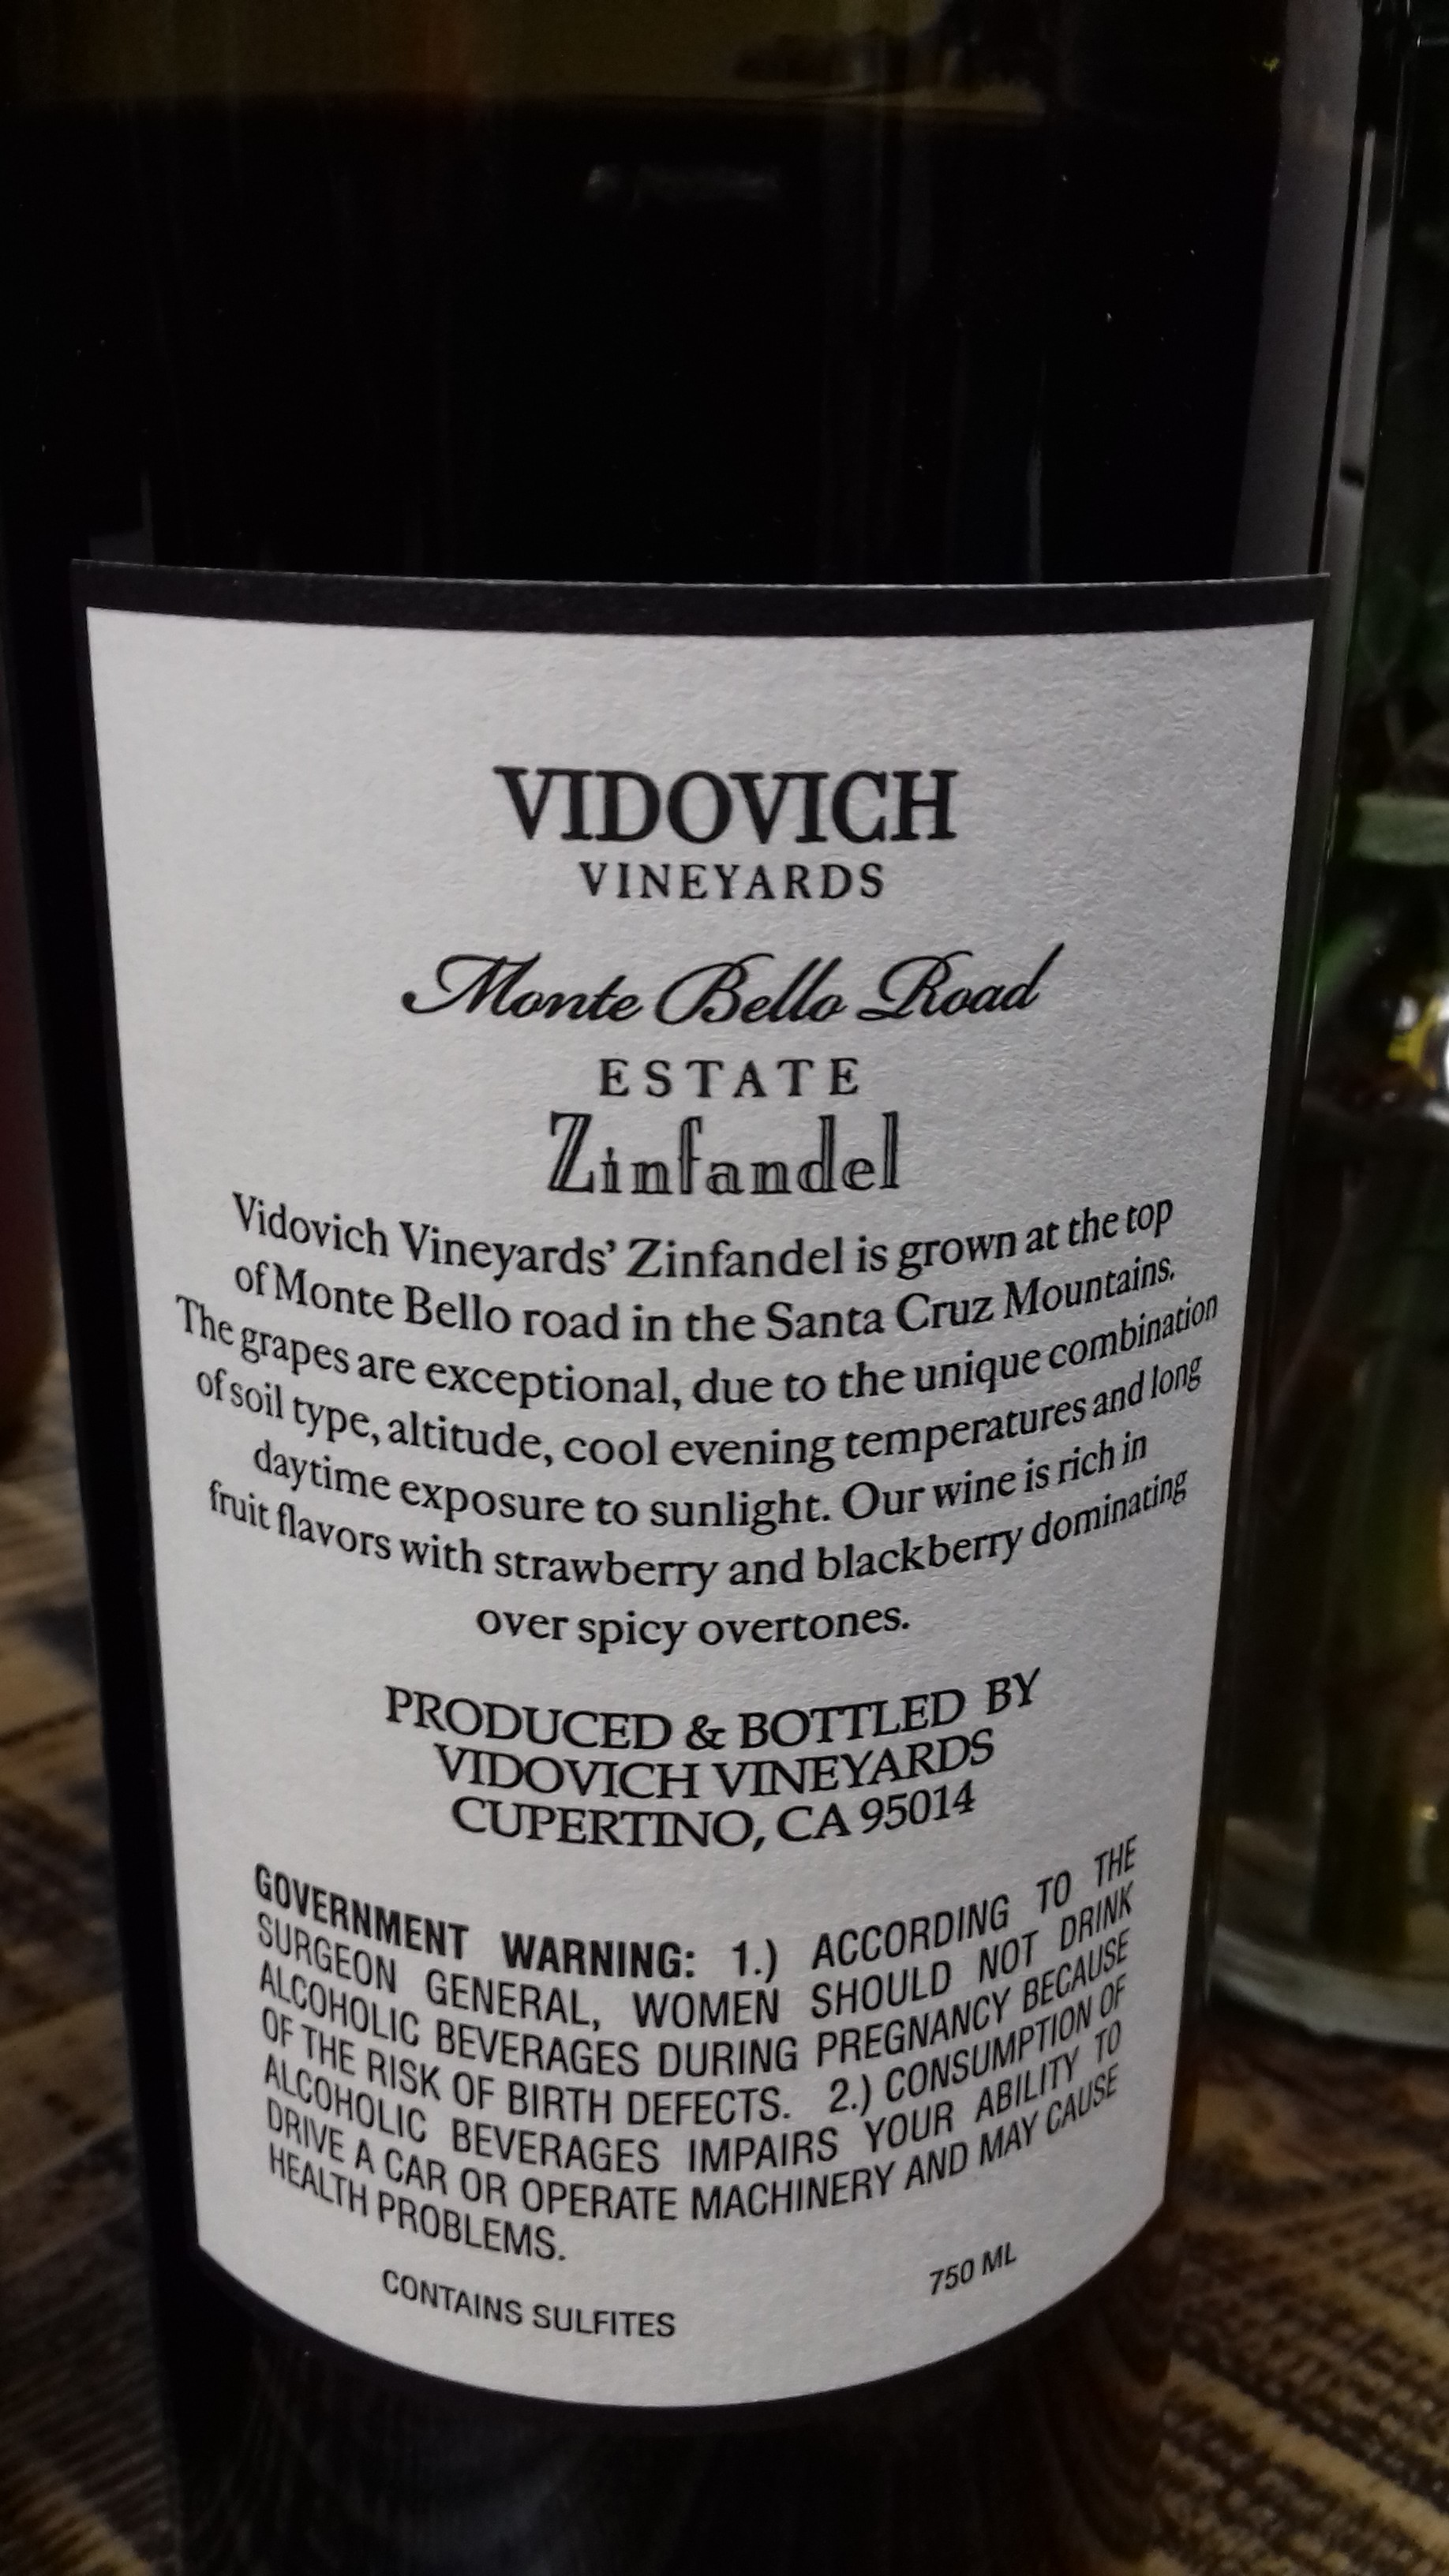 VIDOVICH
VINEYARDS
Monte Bello Road
ESTATE
Zinfandel
Vidovich Vineyards' Zinfandel is grown at the top
of Monte Bello road in the Santa Cruz Mountains.
The grapes are exceptional, due to the unique combination
of soil type, altitude, cool evening temperatures and long
daytime exposure to sunlight. Our wine is rich in
fruit flavors with strawberry and blackberry dominating
over spicy overtones.
PRODUCED & BOTTLED BY
VIDOVICH VINEYARDS
CUPERTINO, CA 95014
GOVERNMENT WARNING: 1.) ACCORDING TO THE
SURGEON GENERAL, WOMEN SHOULD NOT DRINK
ALCOHOLIC BEVERAGES DURING PREGNANCY BECAUSE
OF THE RISK OF BIRTH DEFECTS. 2.) CONSUMPTION OF
ALCOHOLIC BEVERAGES IMPAIRS YOUR ABILITY TO
DRIVE A CAR OR OPERATE MACHINERY AND MAY CAUSE
HEALTH PROBLEMS.
CONTAINS SULFITES
750 ML